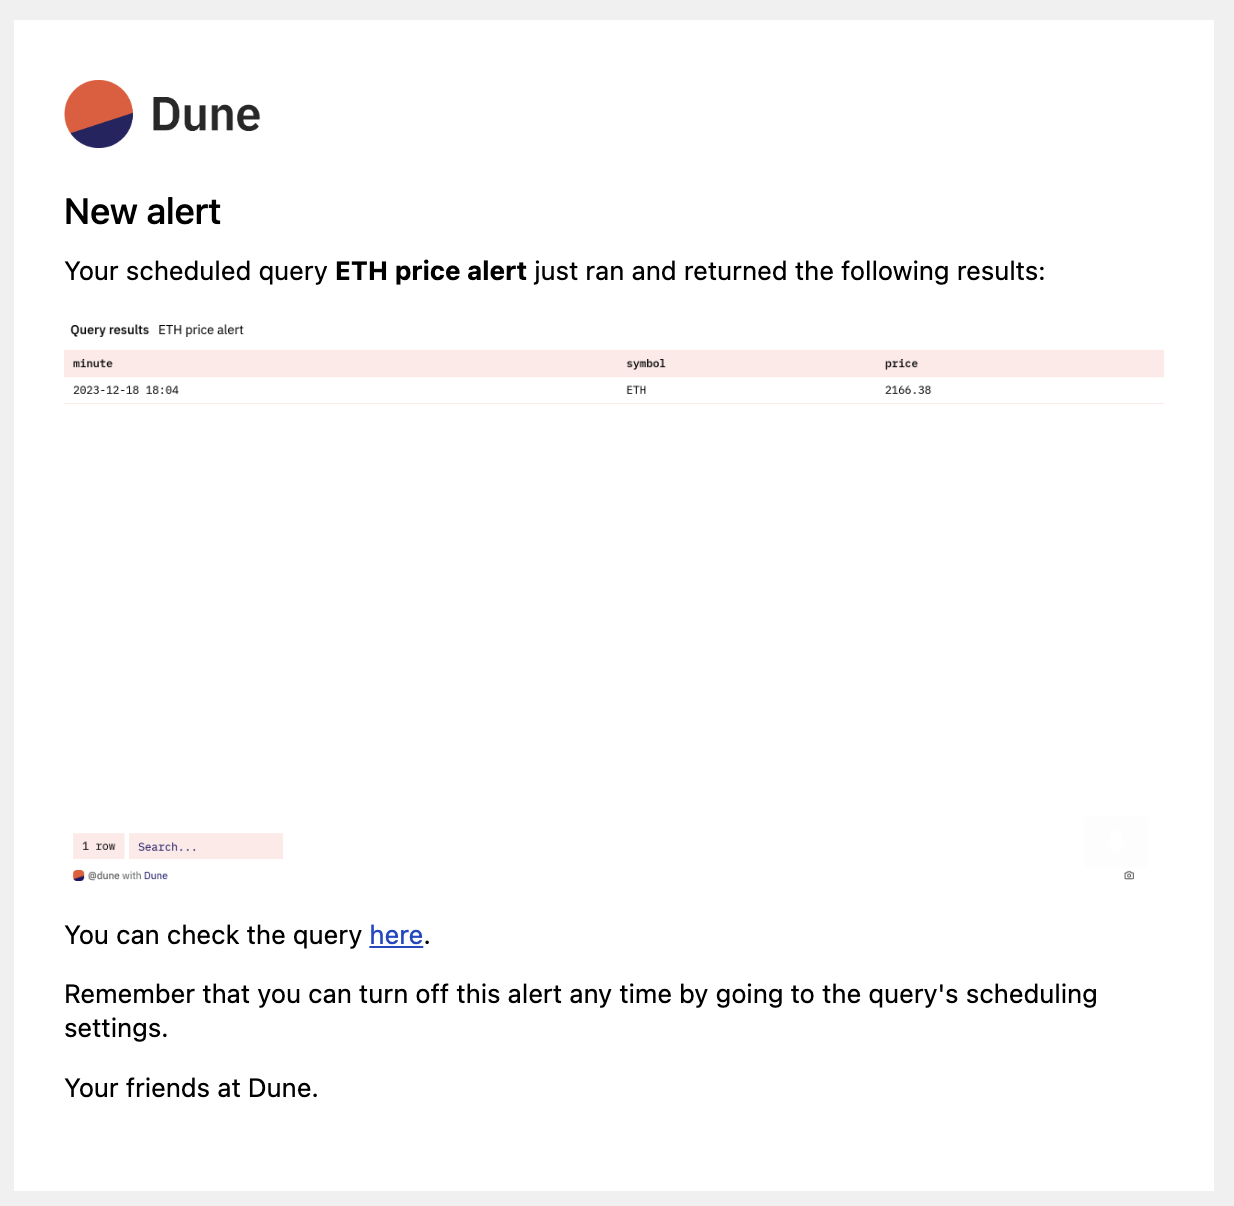 Dune
New alert
Your scheduled query ETH price alert just ran and returned the following results:
Query results ETH price alert
minute symbol price
2023-12-18 18:04 ETH 2166.38
1 row Search...
@dune with Dune
You can check the query here.
Remember that you can turn off this alert any time by going to the query's scheduling
settings.
Your friends at Dune.